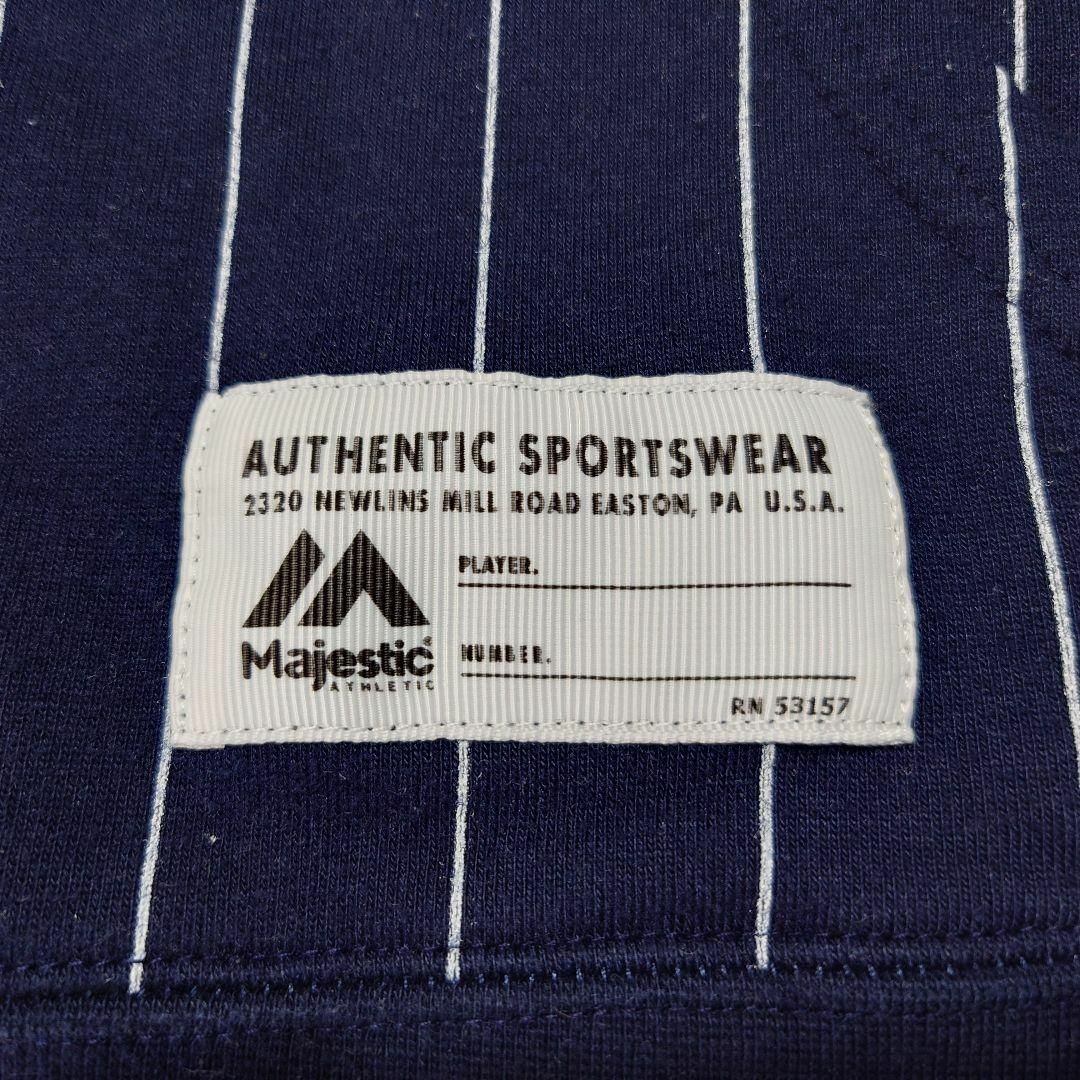 AUTHENTIC SPORTSWEAR
2320 NEWLINS MILL ROAD EASTON, PA U.S.A.
PLAYER.
Majestic®
ATHLETIC
NUMBER.
RN 53157